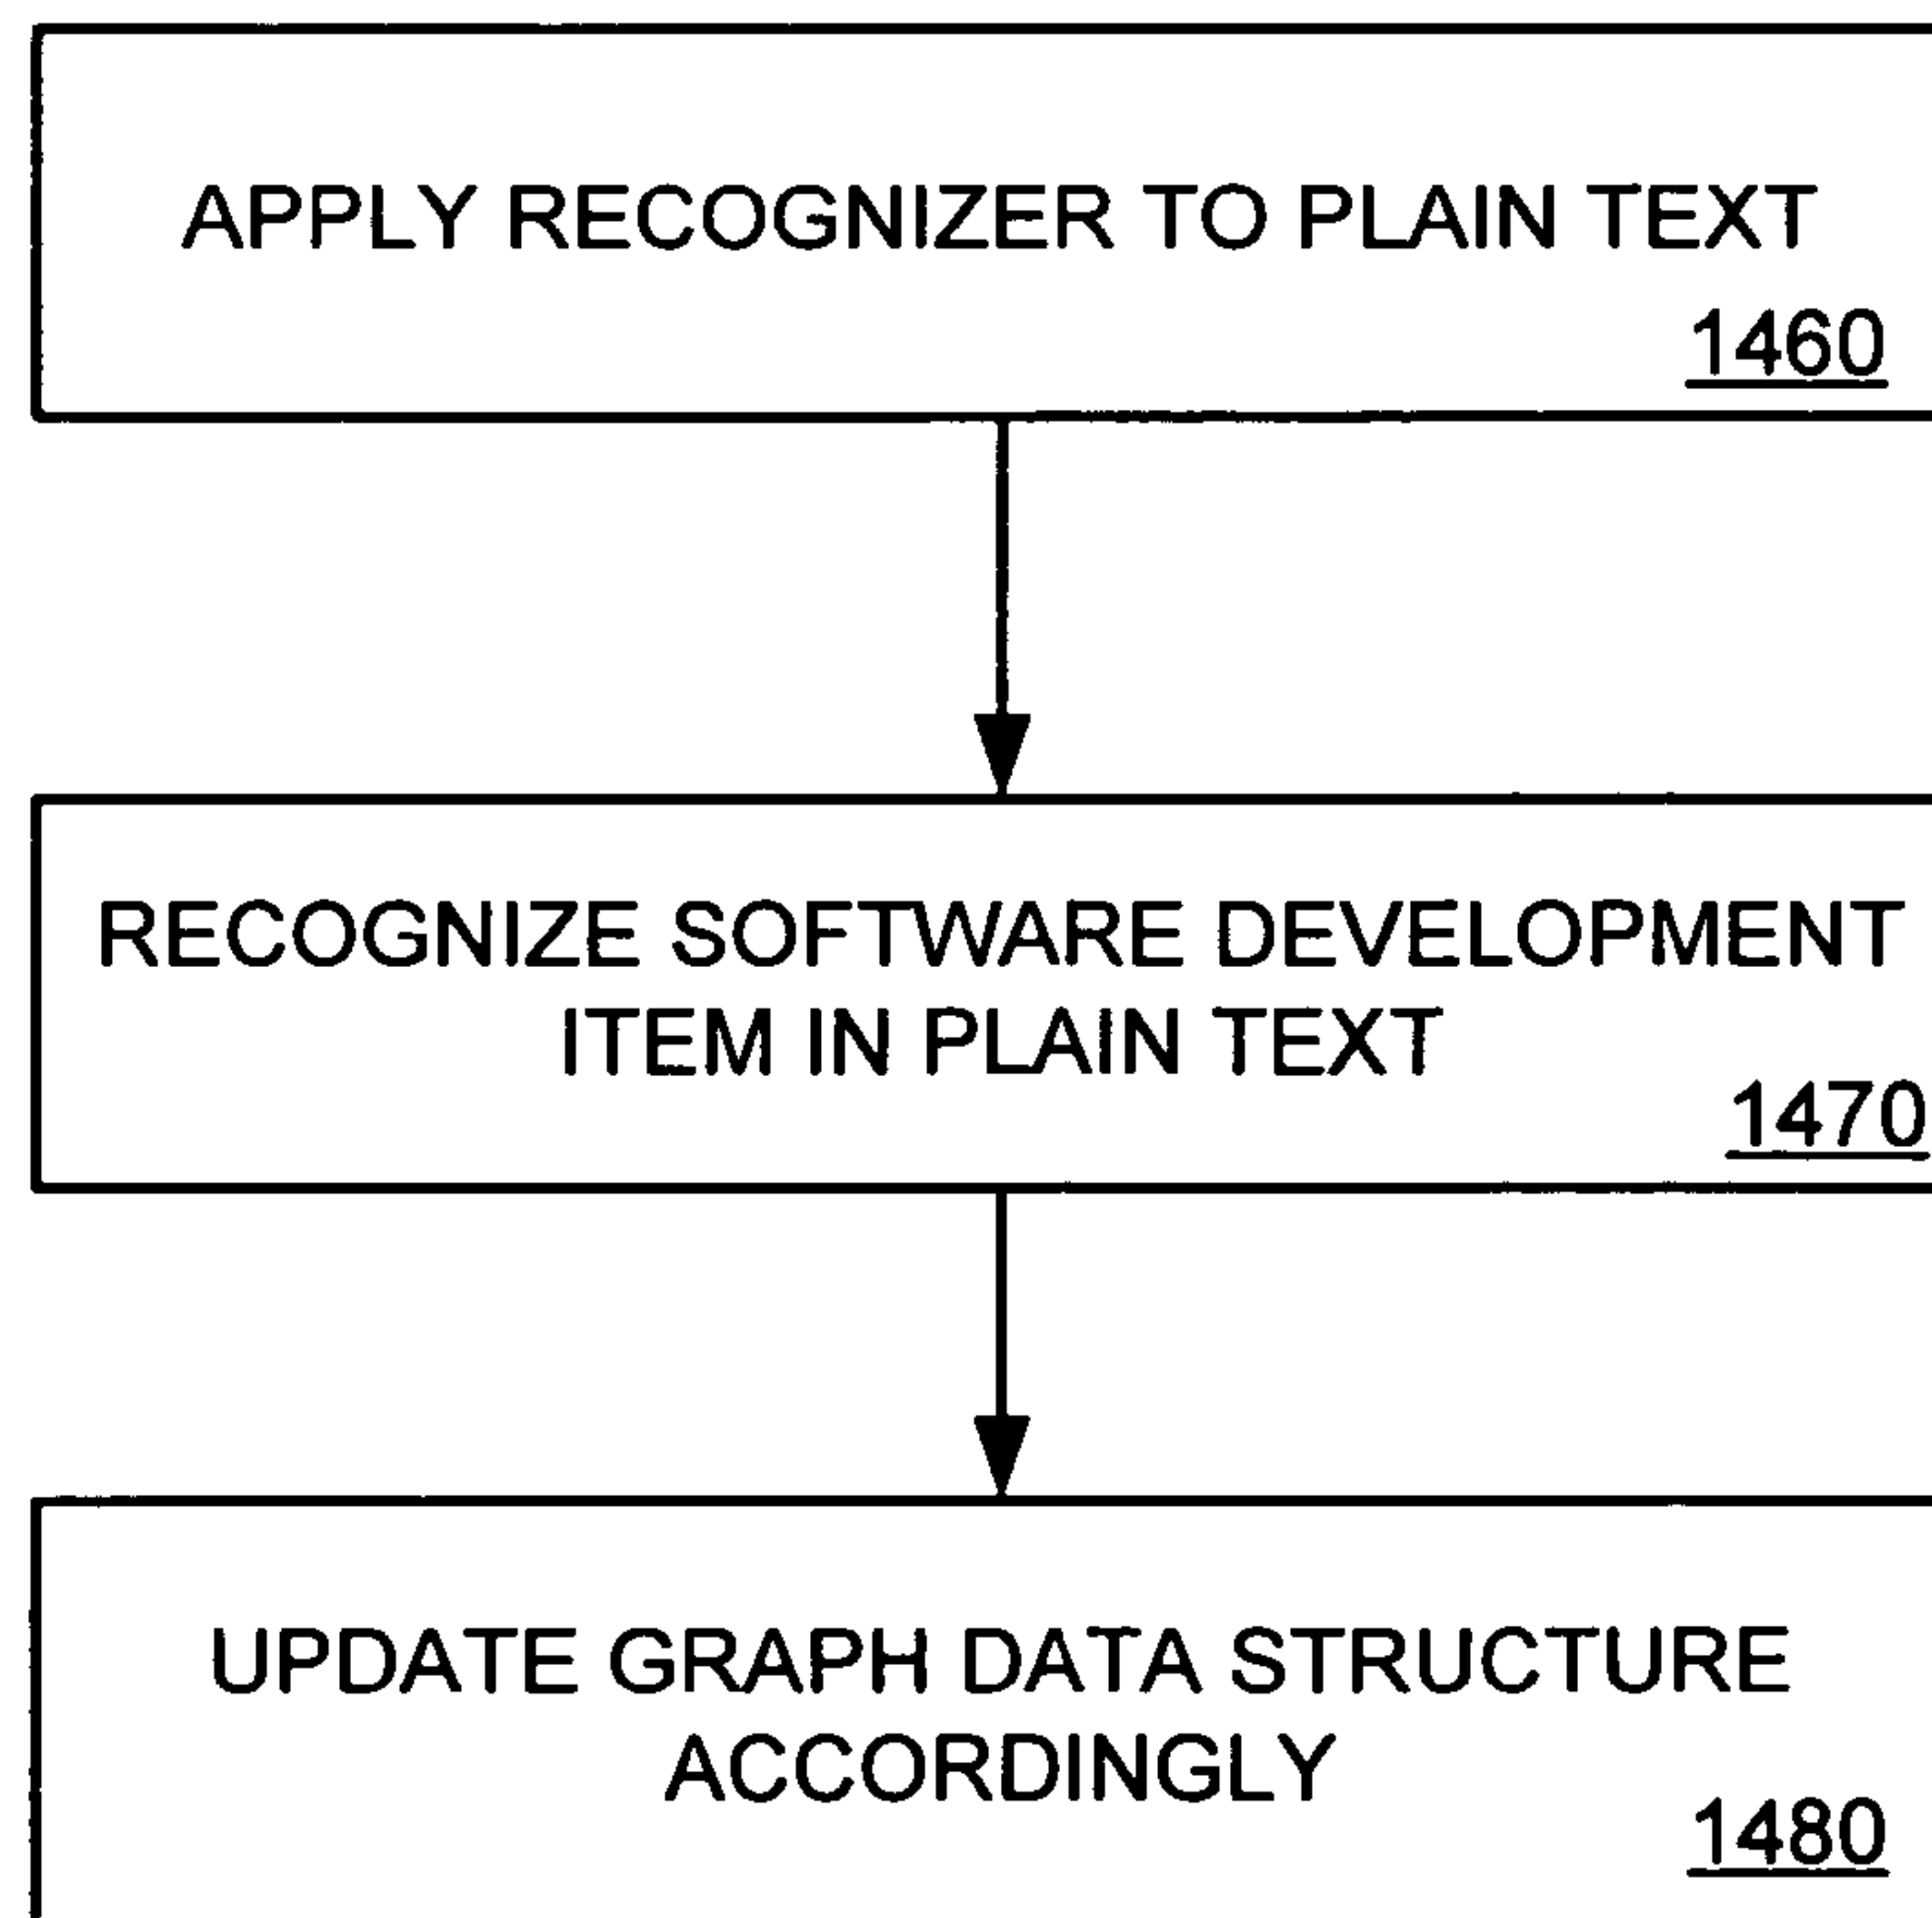 APPLY RECOGNIZER TO PLAIN TEXT
1460
RECOGNIZE SOFTWARE DEVELOPMENT
ITEM IN PLAIN TEXT
1470
UPDATE GRAPH DATA STRUCTURE
ACCORDINGLY
1480